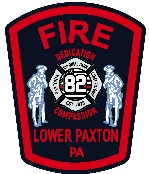 FIRE
DEDICATION
82
COMPASSION
LOWER PAXTON
PA